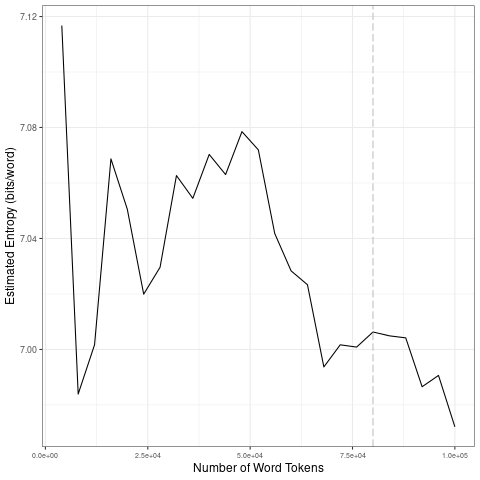 Estimated Entropy (bits/word)
7.12
7.08
7.04
7.00
0.0e+00 2.5e+04 5.0e+04 7.5e+04 1.0e+05
Number of Word Tokens